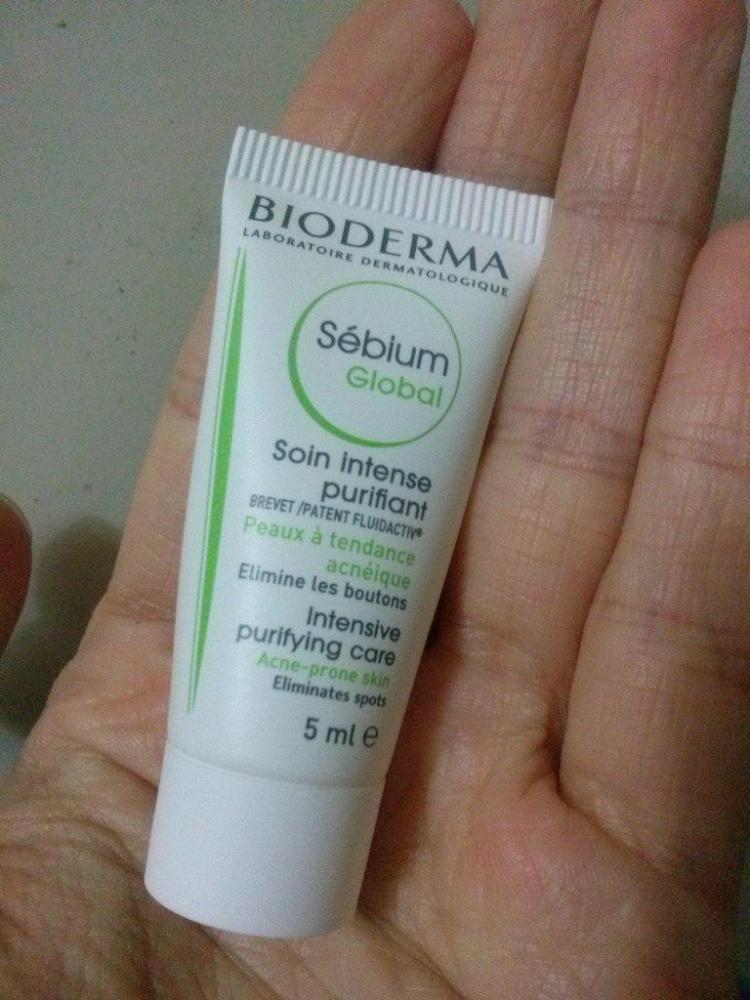 BIODERMA
LABORATOIRE DERMATOLOGIQUE
Sébium
Global
Soin intense
purifiant
BREVET /PATENT FLUIDACTIV®
Peaux à tendance
acnéique
Elimine les boutons
Intensive
purifying care
Acne-prone skin
Eliminates spots
5 ml ℮